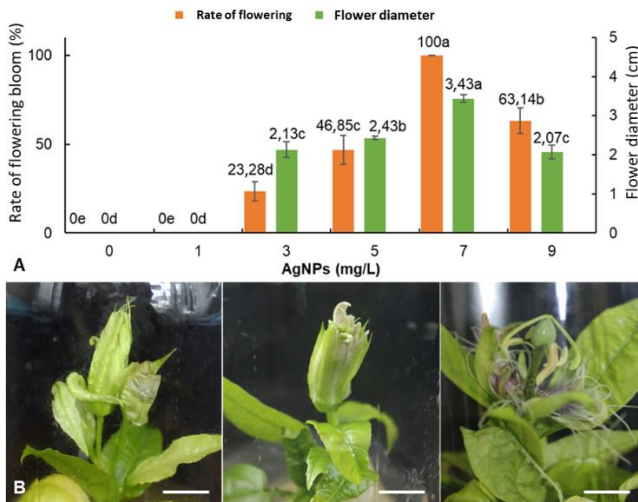 Rate of flowering
Flower diameter
Rate of flowering bloom (%)
100
50
0
0e 0d
0e 0d
23,28d 2,13c
46,85c 2,43b
100a
3,43a
63,14b
2,07c
5
4
3
2
1
0
Flower diameter (cm)
0 1 3 5 7 9
A
AgNPs (mg/L)
B